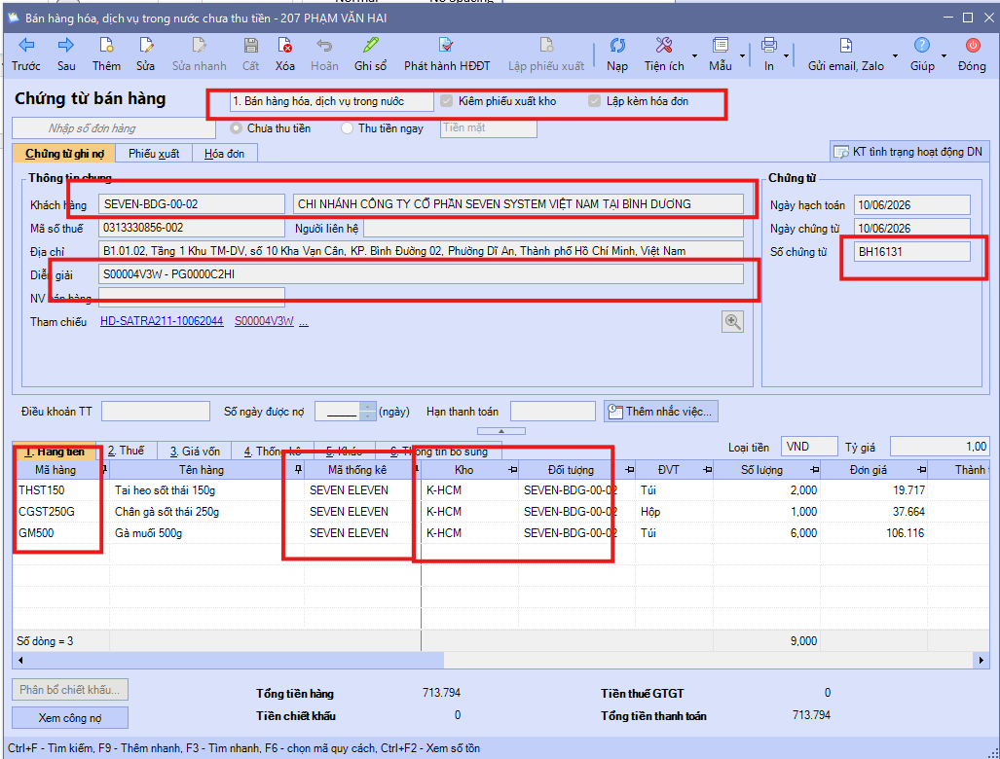 Bán hàng hóa, dịch vụ trong nước chưa thu tiền - 207 PHẠM VĂN HAI
Trước Sau Thêm Sửa Sửa nhanh Cất Xóa Hoãn Ghi sổ Phát hành HĐĐT Lập phiếu xuất Nạp Tiện ích Mẫu In Gửi email, Zalo Giúp Đóng
Chứng từ bán hàng 1. Bán hàng hóa, dịch vụ trong nước Kiêm phiếu xuất kho Lập kèm hóa đơn
Nhập số đơn hàng Chưa thu tiền Thu tiền ngay Tiền mặt
Chứng từ ghi nợ Phiếu xuất Hóa đơn KT tình trạng hoạt động DN
Thông tin chung Chứng từ
Khách hàng SEVEN-BDG-00-02 CHI NHÁNH CÔNG TY CỔ PHẦN SEVEN SYSTEM VIỆT NAM TẠI BÌNH DƯƠNG Ngày hạch toán 10/06/2026
Mã số thuế 0313330856-002 Người liên hệ Ngày chứng từ 10/06/2026
Địa chỉ B1.01.02, Tầng 1 Khu TM-DV, số 10 Kha Vạn Cân, KP. Bình Đường 02, Phường Dĩ An, Thành phố Hồ Chí Minh, Việt Nam Số chứng từ BH16131
Diễn giải S00004V3W - PG0000C2HI
NV bán hàng
Tham chiếu HD-SATRA211-10062044 S00004V3W ...
Điều khoản TT Số ngày được nợ (ngày) Hạn thanh toán Thêm nhắc việc...
1. Hàng tiền 2. Thuế 3. Giá vốn 4. Thống kê 5. Khác 6. Thông tin bổ sung Loại tiền VND Tỷ giá 1,00
Mã hàng Tên hàng Mã thống kê Kho Đối tượng ĐVT Số lượng Đơn giá Thành
THST150 Tai heo sốt thái 150g SEVEN ELEVEN K-HCM SEVEN-BDG-00-02 Túi 2,000 19.717
CGST250G Chân gà sốt thái 250g SEVEN ELEVEN K-HCM SEVEN-BDG-00-02 Hộp 1,000 37.664
GM500 Gà muối 500g SEVEN ELEVEN K-HCM SEVEN-BDG-00-02 Túi 6,000 106.116
Số dòng = 3 9,000
Phân bổ chiết khấu... Tổng tiền hàng 713.794 Tiền thuế GTGT 0
Xem công nợ Tiền chiết khấu 0 Tổng tiền thanh toán 713.794
Ctrl+F - Tìm kiếm, F9 - Thêm nhanh, F3 - Tìm nhanh, F6 - chọn mã quy cách, Ctrl+F2 - Xem số tồn